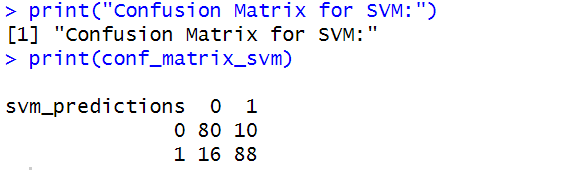 > print("Confusion Matrix for SVM:")
[1] "Confusion Matrix for SVM:"
> print(conf_matrix_svm)
svm_predictions 0 1
0 80 10
1 16 88